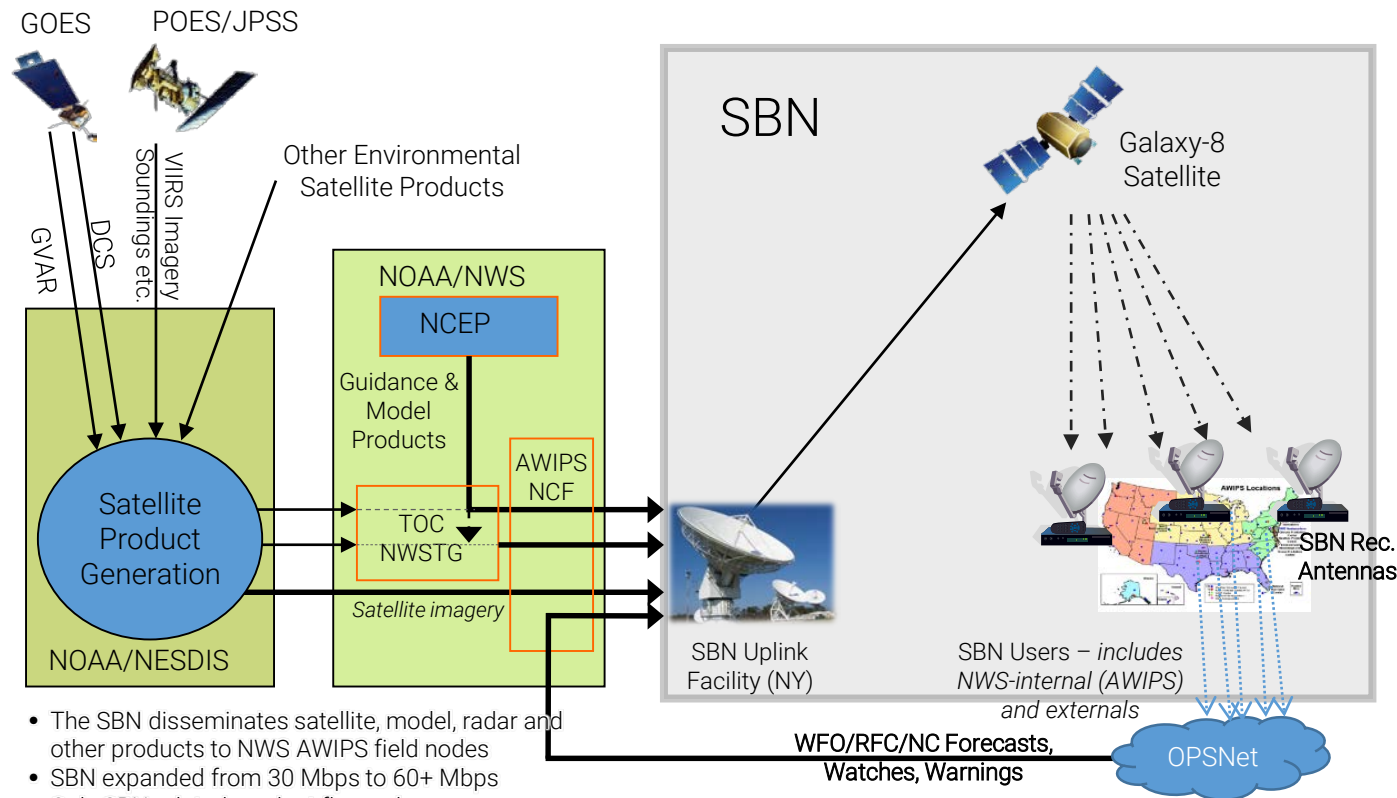 GOES
POES/JPSS
GVAR
DCS
VIIRS Imagery
Soundings etc.
Other Environmental
Satellite Products
Satellite
Product
Generation
NOAA/NESDIS
NOAA/NWS
NCEP
Guidance &
Model
Products
AWIPS
NCF
TOC
NWSTG
Satellite imagery
SBN
Galaxy-8
Satellite
AWIPS Locations
SBN Rec.
Antennas
SBN Uplink
Facility (NY)
SBN Users – includes
NWS-internal (AWIPS)
and externals
WFO/RFC/NC Forecasts,
Watches, Warnings
OPSNet
• The SBN disseminates satellite, model, radar and
other products to NWS AWIPS field nodes
• SBN expanded from 30 Mbps to 60+ Mbps